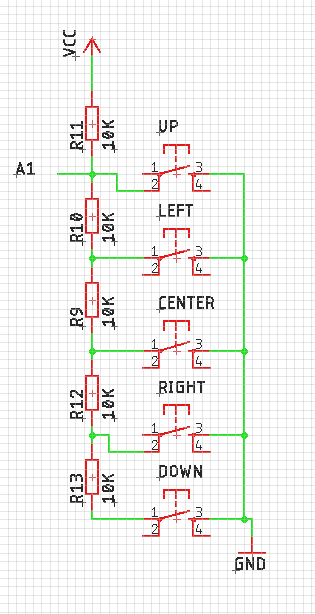 VCC
R11 10K
UP
A1
1 3
2 4
R10 10K
LEFT
1 3
2 4
R9 10K
CENTER
1 3
2 4
R12 10K
RIGHT
1 3
2 4
R13 10K
DOWN
1 3
2 4
GND